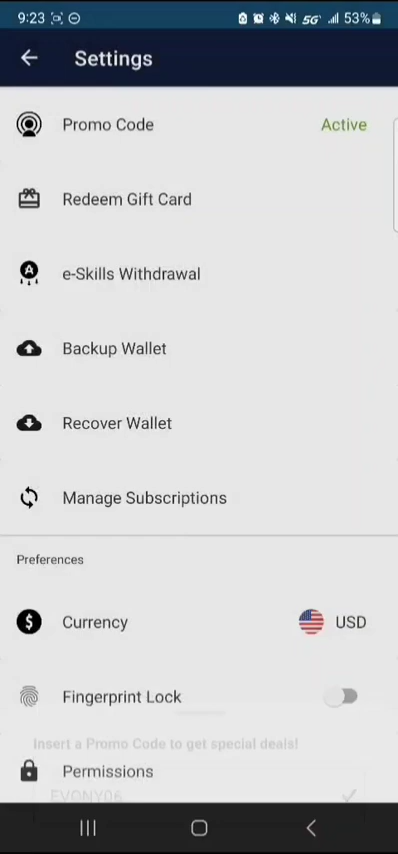 9:23 5G 53%
Settings
Promo Code Active
Redeem Gift Card
e-Skills Withdrawal
Backup Wallet
Recover Wallet
Manage Subscriptions
Preferences
Currency USD
Fingerprint Lock
Insert a Promo Code to get special deals!
Permissions
EVONY06